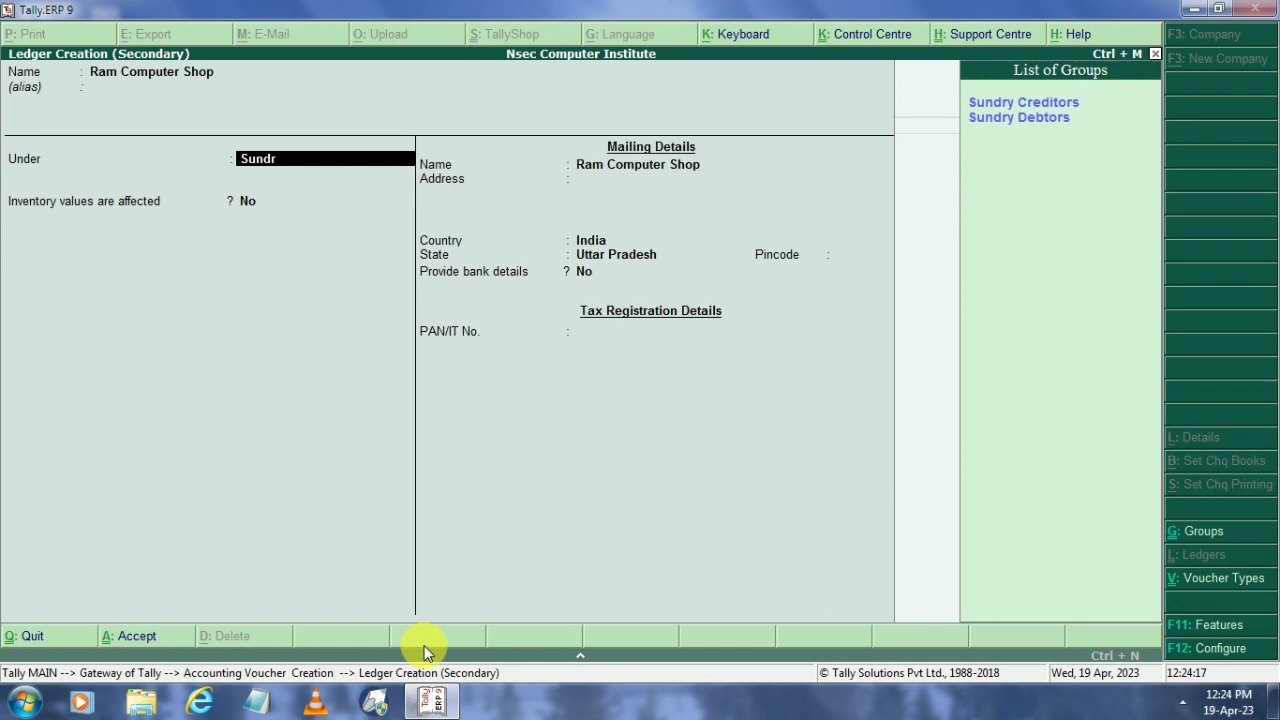 Tally.ERP 9
P: Print E: Export M: E-Mail O: Upload S: TallyShop G: Language K: Keyboard K: Control Centre H: Support Centre H: Help F3: Company
Ledger Creation (Secondary) Nsec Computer Institute Ctrl + M F3: New Company
Name : Ram Computer Shop List of Groups
(alias) :
Sundry Creditors
Sundry Debtors
Mailing Details
Under : Sundr Name : Ram Computer Shop
Address :
Inventory values are affected ? No
Country : India
State : Uttar Pradesh Pincode :
Provide bank details ? No
Tax Registration Details
PAN/IT No. :
L: Details
B: Set Chq Books
S: Set Chq Printing
G: Groups
L: Ledgers
V: Voucher Types
F11: Features
Q: Quit A: Accept D: Delete
F12: Configure
Ctrl + N
Tally MAIN --> Gateway of Tally --> Accounting Voucher Creation --> Ledger Creation (Secondary) © Tally Solutions Pvt Ltd., 1988-2018 Wed, 19 Apr, 2023 12:24:17
Tally ERP 9
12:24 PM
19-Apr-23